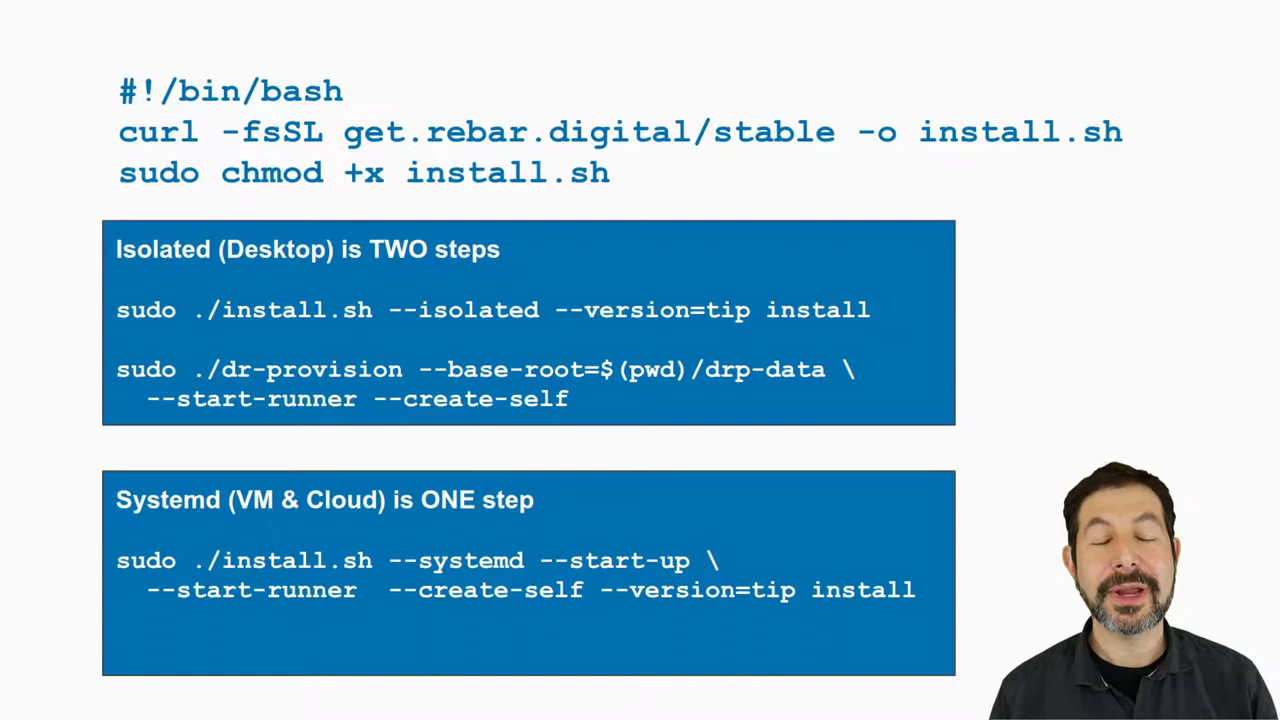 #!/bin/bash
curl -fsSL get.rebar.digital/stable -o install.sh
sudo chmod +x install.sh
Isolated (Desktop) is TWO steps
sudo ./install.sh --isolated --version=tip install
sudo ./dr-provision --base-root=$(pwd)/drp-data \
--start-runner --create-self
Systemd (VM & Cloud) is ONE step
sudo ./install.sh --systemd --start-up \
--start-runner --create-self --version=tip install